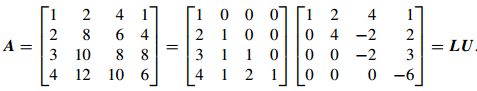 A = [1 2 4 1] = [1 0 0 0] [1 2 4 1] = LU.
[2 8 6 4] [2 1 0 0] [0 4 −2 2]
[3 10 8 8] [3 1 1 0] [0 0 −2 3]
[4 12 10 6] [4 1 2 1] [0 0 0 −6]